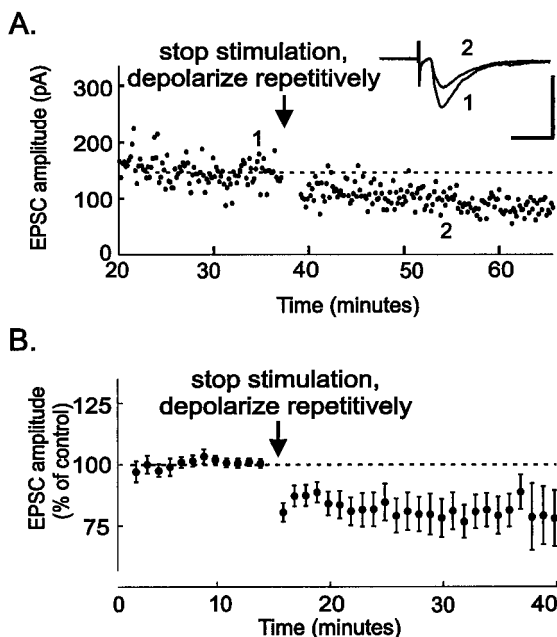 A.
stop stimulation,
depolarize repetitively
EPSC amplitude (pA)
300
200
100
0
1
2
2
1
20 30 40 50 60
Time (minutes)
B.
stop stimulation,
depolarize repetitively
EPSC amplitude
(% of control)
125
100
75
0 10 20 30 40
Time (minutes)